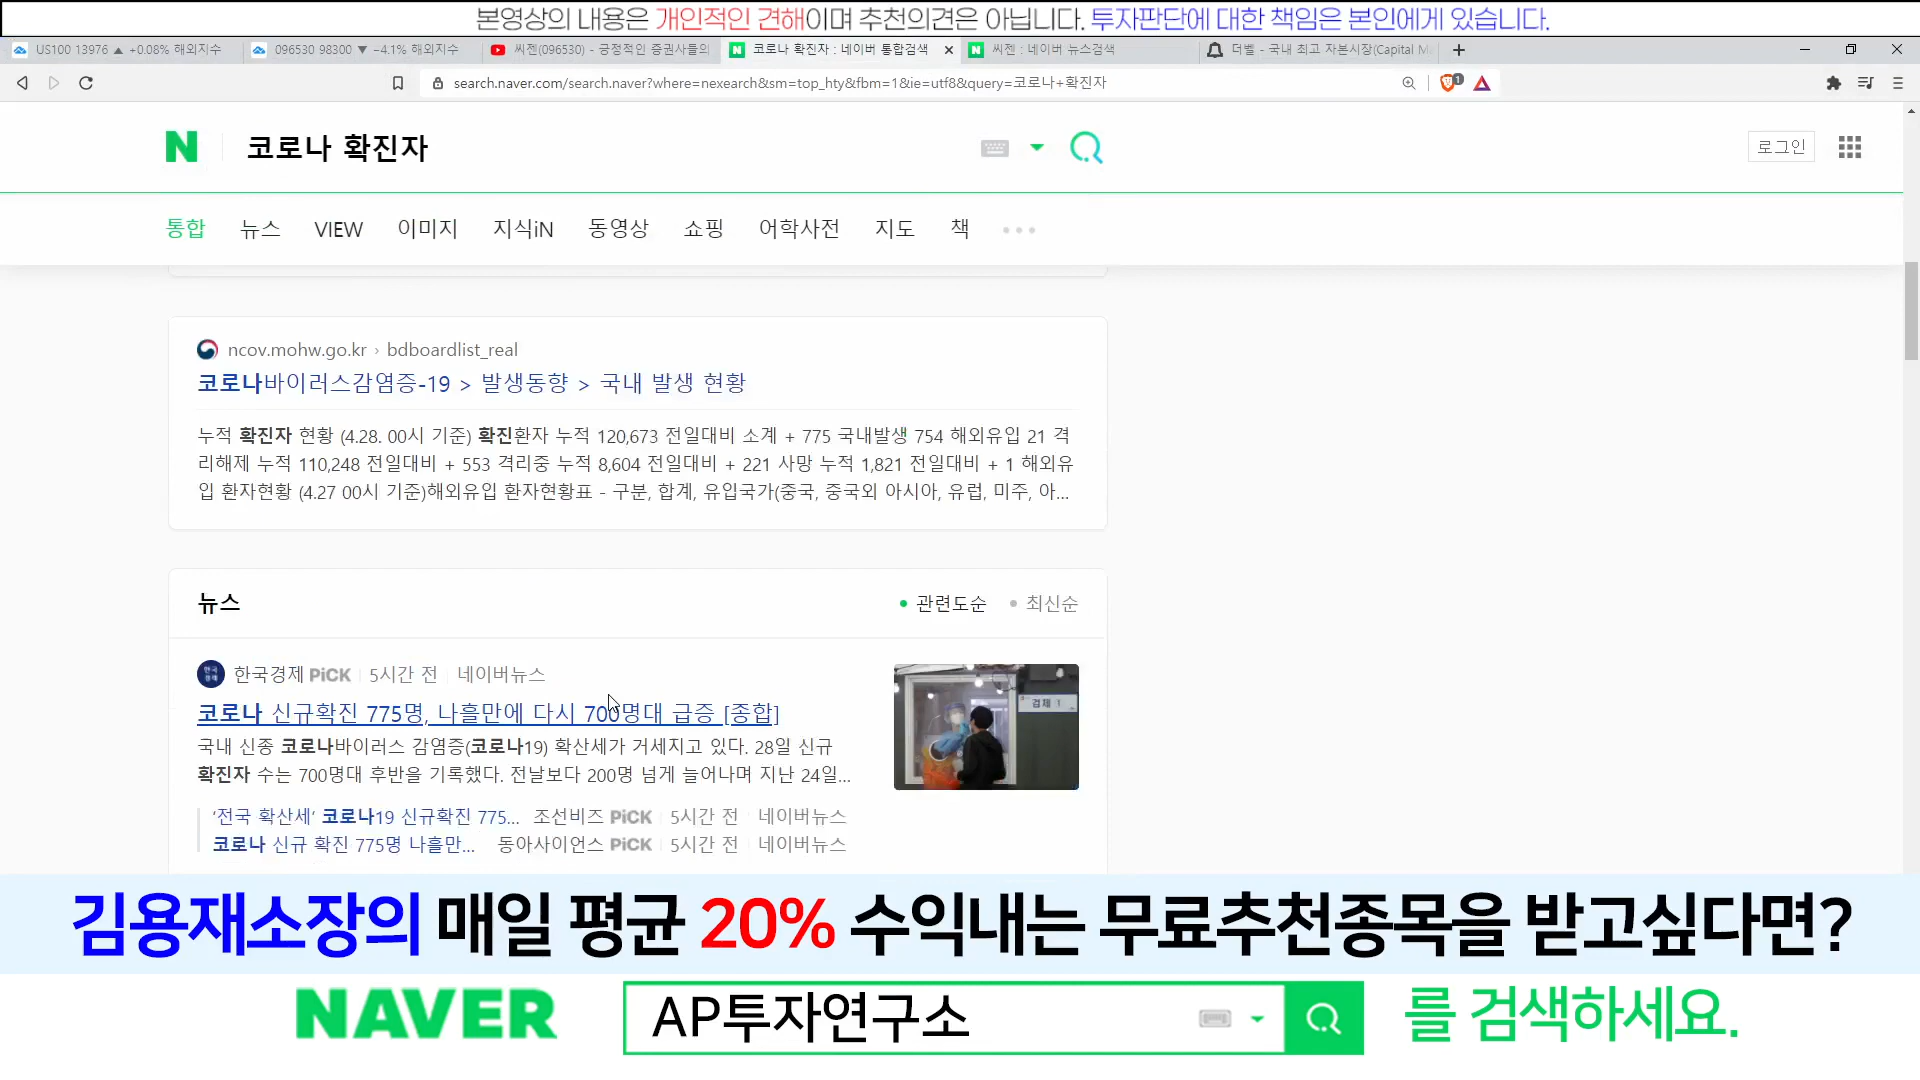 본영상의 내용은 개인적인 견해이며 추천의견은 아닙니다. 투자판단에 대한 책임은 본인에게 있습니다.
US100 13976 ▲ +0.08% 해외지수
096530 98300 ▼ −4.1% 해외지수
씨젠(096530) - 긍정적인 증권사들의
코로나 확진자 : 네이버 통합검색
씨젠 : 네이버 뉴스검색
더벨 - 국내 최고 자본시장(Capital M
search.naver.com/search.naver?where=nexearch&sm=top_hty&fbm=1&ie=utf8&query=코로나+확진자
N 코로나 확진자
로그인
통합 뉴스 VIEW 이미지 지식iN 동영상 쇼핑 어학사전 지도 책
ncov.mohw.go.kr › bdboardlist_real
코로나바이러스감염증-19 > 발생동향 > 국내 발생 현황
누적 확진자 현황 (4.28. 00시 기준) 확진환자 누적 120,673 전일대비 소계 + 775 국내발생 754 해외유입 21 격
리해제 누적 110,248 전일대비 + 553 격리중 누적 8,604 전일대비 + 221 사망 누적 1,821 전일대비 + 1 해외유
입 환자현황 (4.27 00시 기준)해외유입 환자현황표 - 구분, 합계, 유입국가(중국, 중국외 아시아, 유럽, 미주, 아...
뉴스
관련도순 최신순
한국경제 PiCK 5시간 전 네이버뉴스
코로나 신규확진 775명, 나흘만에 다시 700명대 급증 [종합]
국내 신종 코로나바이러스 감염증(코로나19) 확산세가 거세지고 있다. 28일 신규
확진자 수는 700명대 후반을 기록했다. 전날보다 200명 넘게 늘어나며 지난 24일...
‘전국 확산세’ 코로나19 신규확진 775... 조선비즈 PiCK 5시간 전 네이버뉴스
코로나 신규 확진 775명 나흘만... 동아사이언스 PiCK 5시간 전 네이버뉴스
김용재소장의 매일 평균 20% 수익내는 무료추천종목을 받고싶다면?
NAVER AP투자연구소 를 검색하세요.